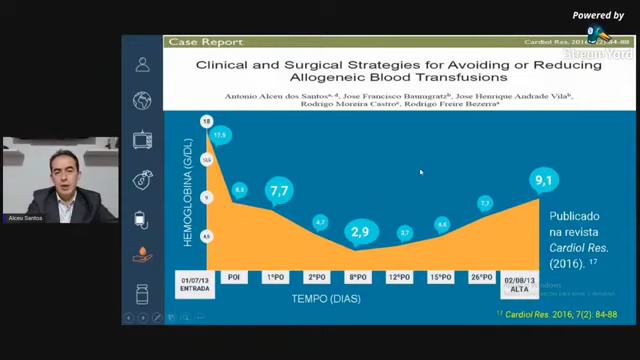 Powered by
StreamYard
Case Report
Cardiol Res. 2016;7(2):84-88
Clinical and Surgical Strategies for Avoiding or Reducing
Allogeneic Blood Transfusions
Antonio Alceu dos Santos, Jose Francisco Baumgratz, Jose Henrique Andrade Vila,
Rodrigo Moreira Castro, Rodrigo Freire Bezerra
HEMOGLOBINA (G/DL)
18
9
4,5
17,5
8,5
7,7
4,7
2,9
2,7
4,6
7,7
9,1
Publicado
na revista
Cardiol Res.
(2016). 17
01/07/13
ENTRADA
POI
1ºPO
2ºPO
8ºPO
12ºPO
15ºPO
26ºPO
02/08/13
ALTA
TEMPO (DIAS)
17 Cardiol Res. 2016; 7(2): 84-88
Alceu Santos